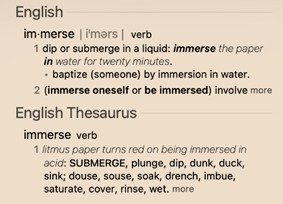 English
im·merse | iˈmərs | verb
1 dip or submerge in a liquid: immerse the paper
in water for twenty minutes.
• baptize (someone) by immersion in water.
2 (immerse oneself or be immersed) involve more
English Thesaurus
immerse verb
1 litmus paper turns red on being immersed in
acid: SUBMERGE, plunge, dip, dunk, duck,
sink; douse, souse, soak, drench, imbue,
saturate, cover, rinse, wet. more